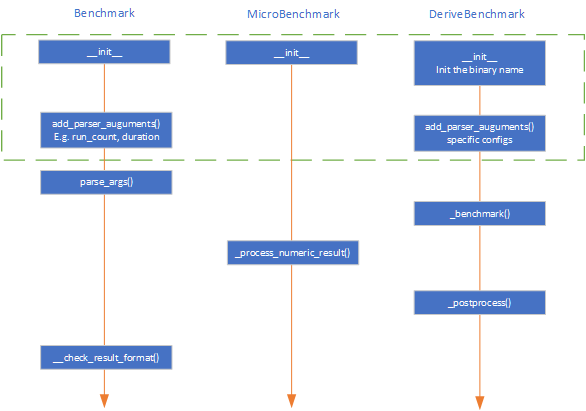 Benchmark
MicroBenchmark
DeriveBenchmark
__init__
__init__
__init__
Init the binary name
add_parser_auguments()
E.g. run_count, duration
add_parser_auguments()
specific configs
parse_args()
_benchmark()
_process_numeric_result()
_postprocess()
__check_result_format()